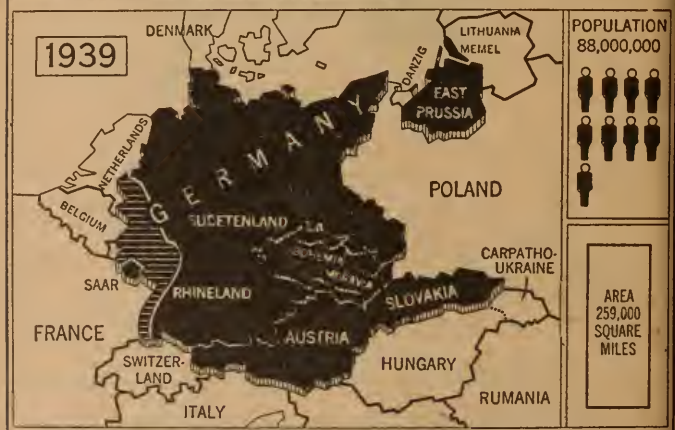 1939
DENMARK
LITHUANIA
MEMEL
DANZIG
EAST
PRUSSIA
NETHERLANDS
GERMANY
BELGIUM
POLAND
SUDETENLAND
BOHEMIA
MORAVIA
SAAR
RHINELAND
SLOVAKIA
CARPATHO-
UKRAINE
FRANCE
AUSTRIA
SWITZER-
LAND
HUNGARY
ITALY
RUMANIA
POPULATION
88,000,000
AREA
259,000
SQUARE
MILES